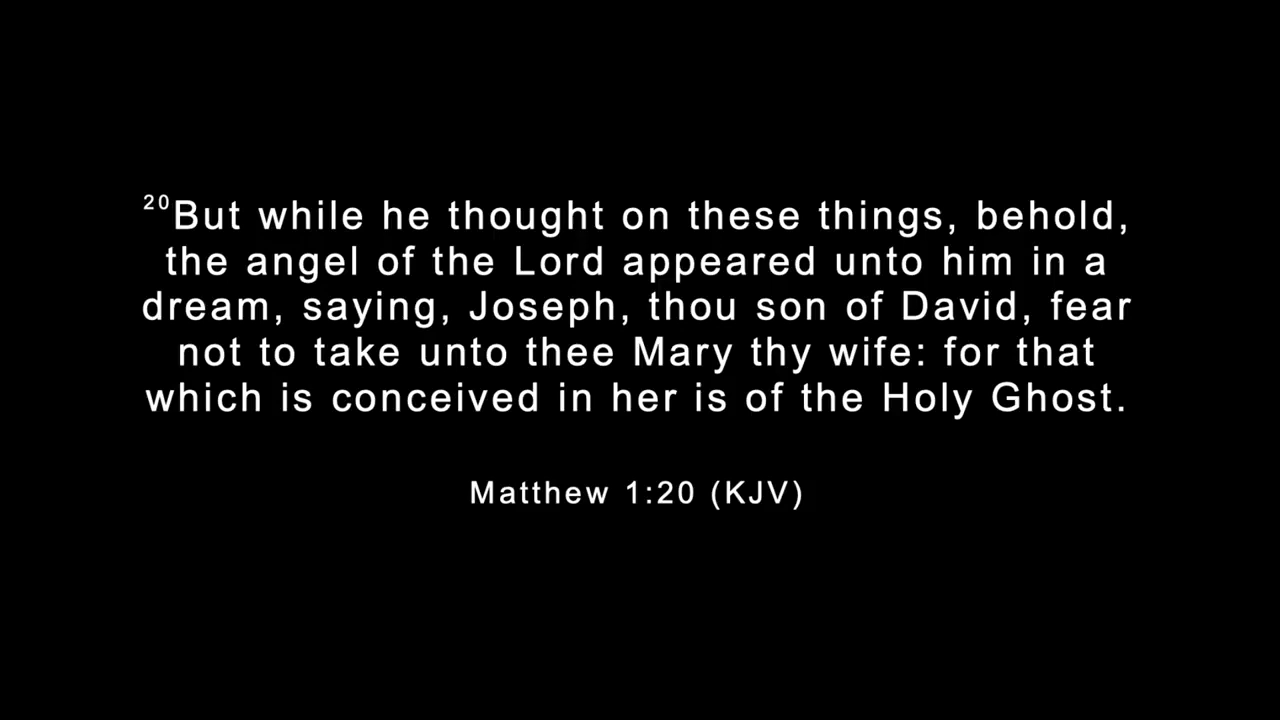 20But while he thought on these things, behold,
the angel of the Lord appeared unto him in a
dream, saying, Joseph, thou son of David, fear
not to take unto thee Mary thy wife: for that
which is conceived in her is of the Holy Ghost.
Matthew 1:20 (KJV)